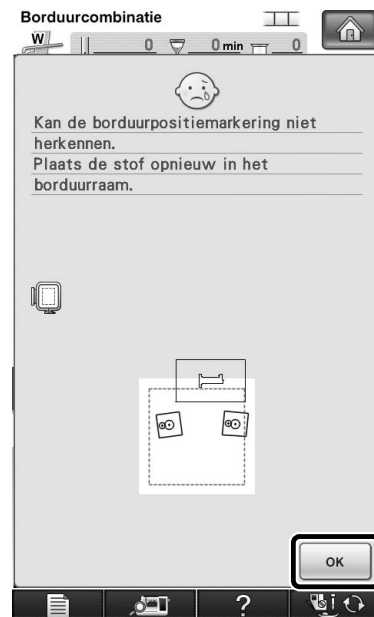 Borduurcombinatie
W 0 0 min 0
Kan de borduurpositiemarkering niet
herkennen.
Plaats de stof opnieuw in het
borduurraam.
OK
?